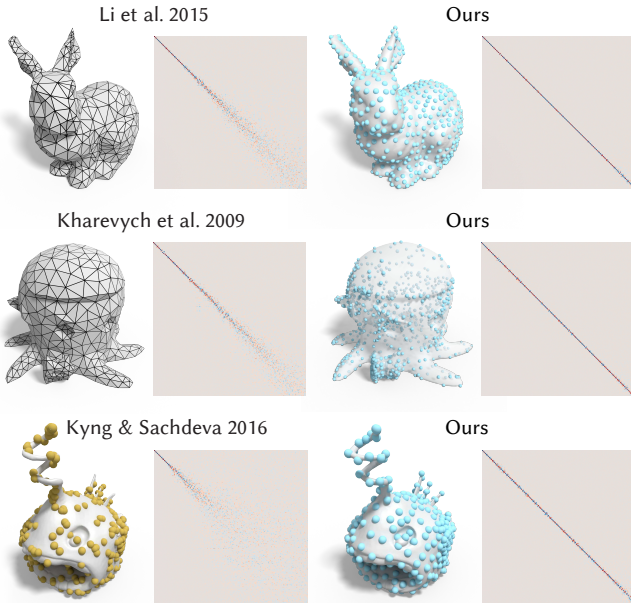 Li et al. 2015
Ours
Kharevych et al. 2009
Ours
Kyng & Sachdeva 2016
Ours